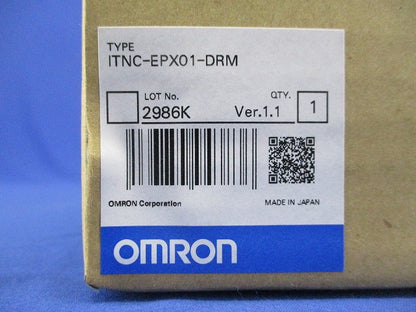 TYPE
ITNC-EPX01-DRM
LOT No. QTY.
2986K Ver.1.1 1
OMRON Corporation MADE IN JAPAN
OMRON